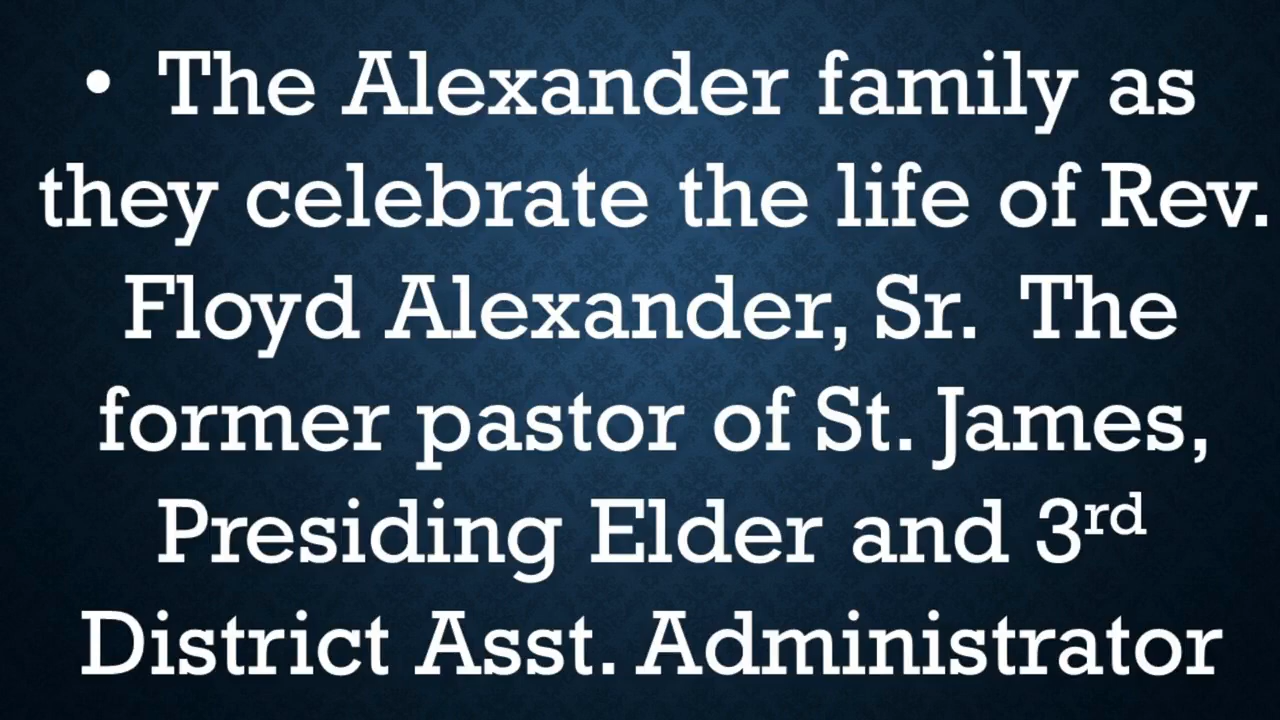 • The Alexander family as
they celebrate the life of Rev.
Floyd Alexander, Sr.  The
former pastor of St. James,
Presiding Elder and 3rd
District Asst. Administrator